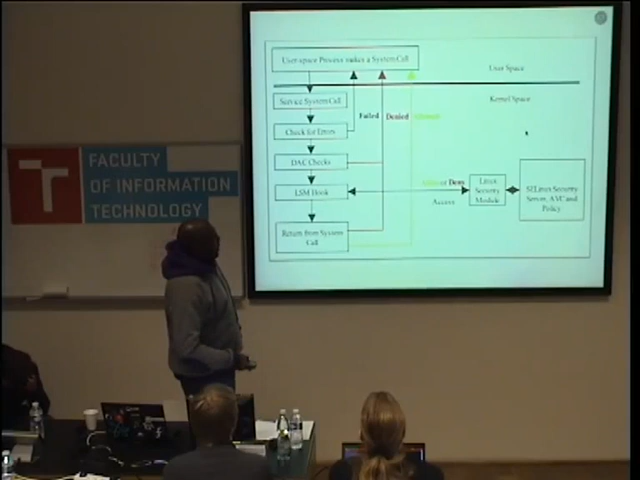 T
FACULTY
OF INFORMATION
TECHNOLOGY
User-space Process makes a System Call
User Space
Kernel Space
Service System Call
Failed
Denied
Check for Errors
DAC Checks
LSM Hook
or Deny
Access
Linux
Security
Module
SELinux Security
Server, AVC and
Policy
Return from System
Call